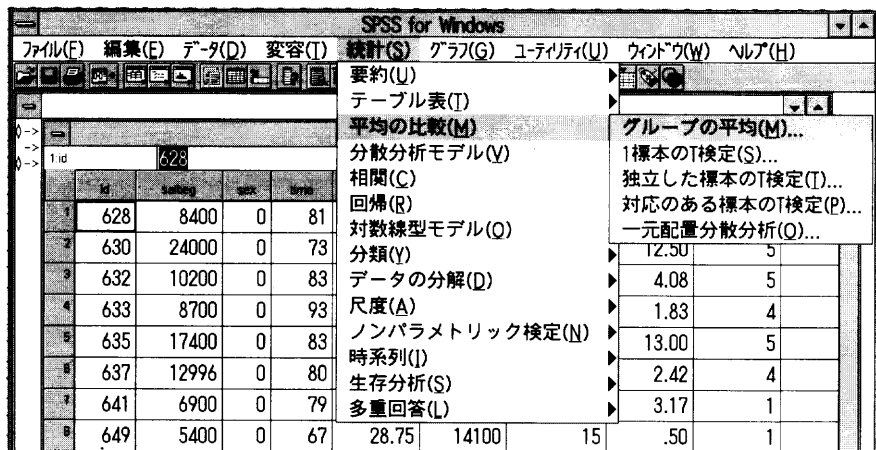 SPSS for Windows
ファイル(F) 編集(E) データ(D) 変容(T) 統計(S) グラフ(G) ユーティリティ(U) ウィンドウ(W) ヘルプ(H)
要約(U)
テーブル表(T)
平均の比較(M)
分散分析モデル(V)
相関(C)
回帰(R)
対数線型モデル(O)
分類(Y)
データの分解(D)
尺度(A)
ノンパラメトリック検定(N)
時系列(I)
生存分析(S)
多重回答(L)
グループの平均(M)...
1標本のT検定(S)...
独立した標本のT検定(T)...
対応のある標本のT検定(P)...
一元配置分散分析(O)...
1:id 628
id salbeg sex time
1 628 8400 0 81
2 630 24000 0 73 12.50 5
3 632 10200 0 83 4.08 5
4 633 8700 0 93 1.83 4
5 635 17400 0 83 13.00 5
6 637 12996 0 80 2.42 4
7 641 6900 0 79 3.17 1
8 649 5400 0 67 28.75 14100 15 .50 1